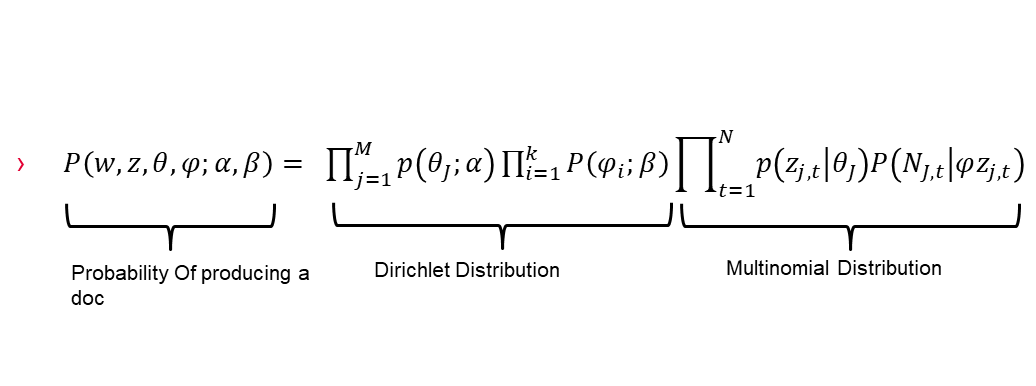 › P(w, z, θ, φ; α, β) = ∏_{j=1}^{M} p(θ_J; α) ∏_{i=1}^{k} P(φ_i; β) ∏_{t=1}^{N} p(z_{j,t}|θ_J)P(N_{J,t}|φz_{j,t})
Probability Of producing a
doc
Dirichlet Distribution
Multinomial Distribution